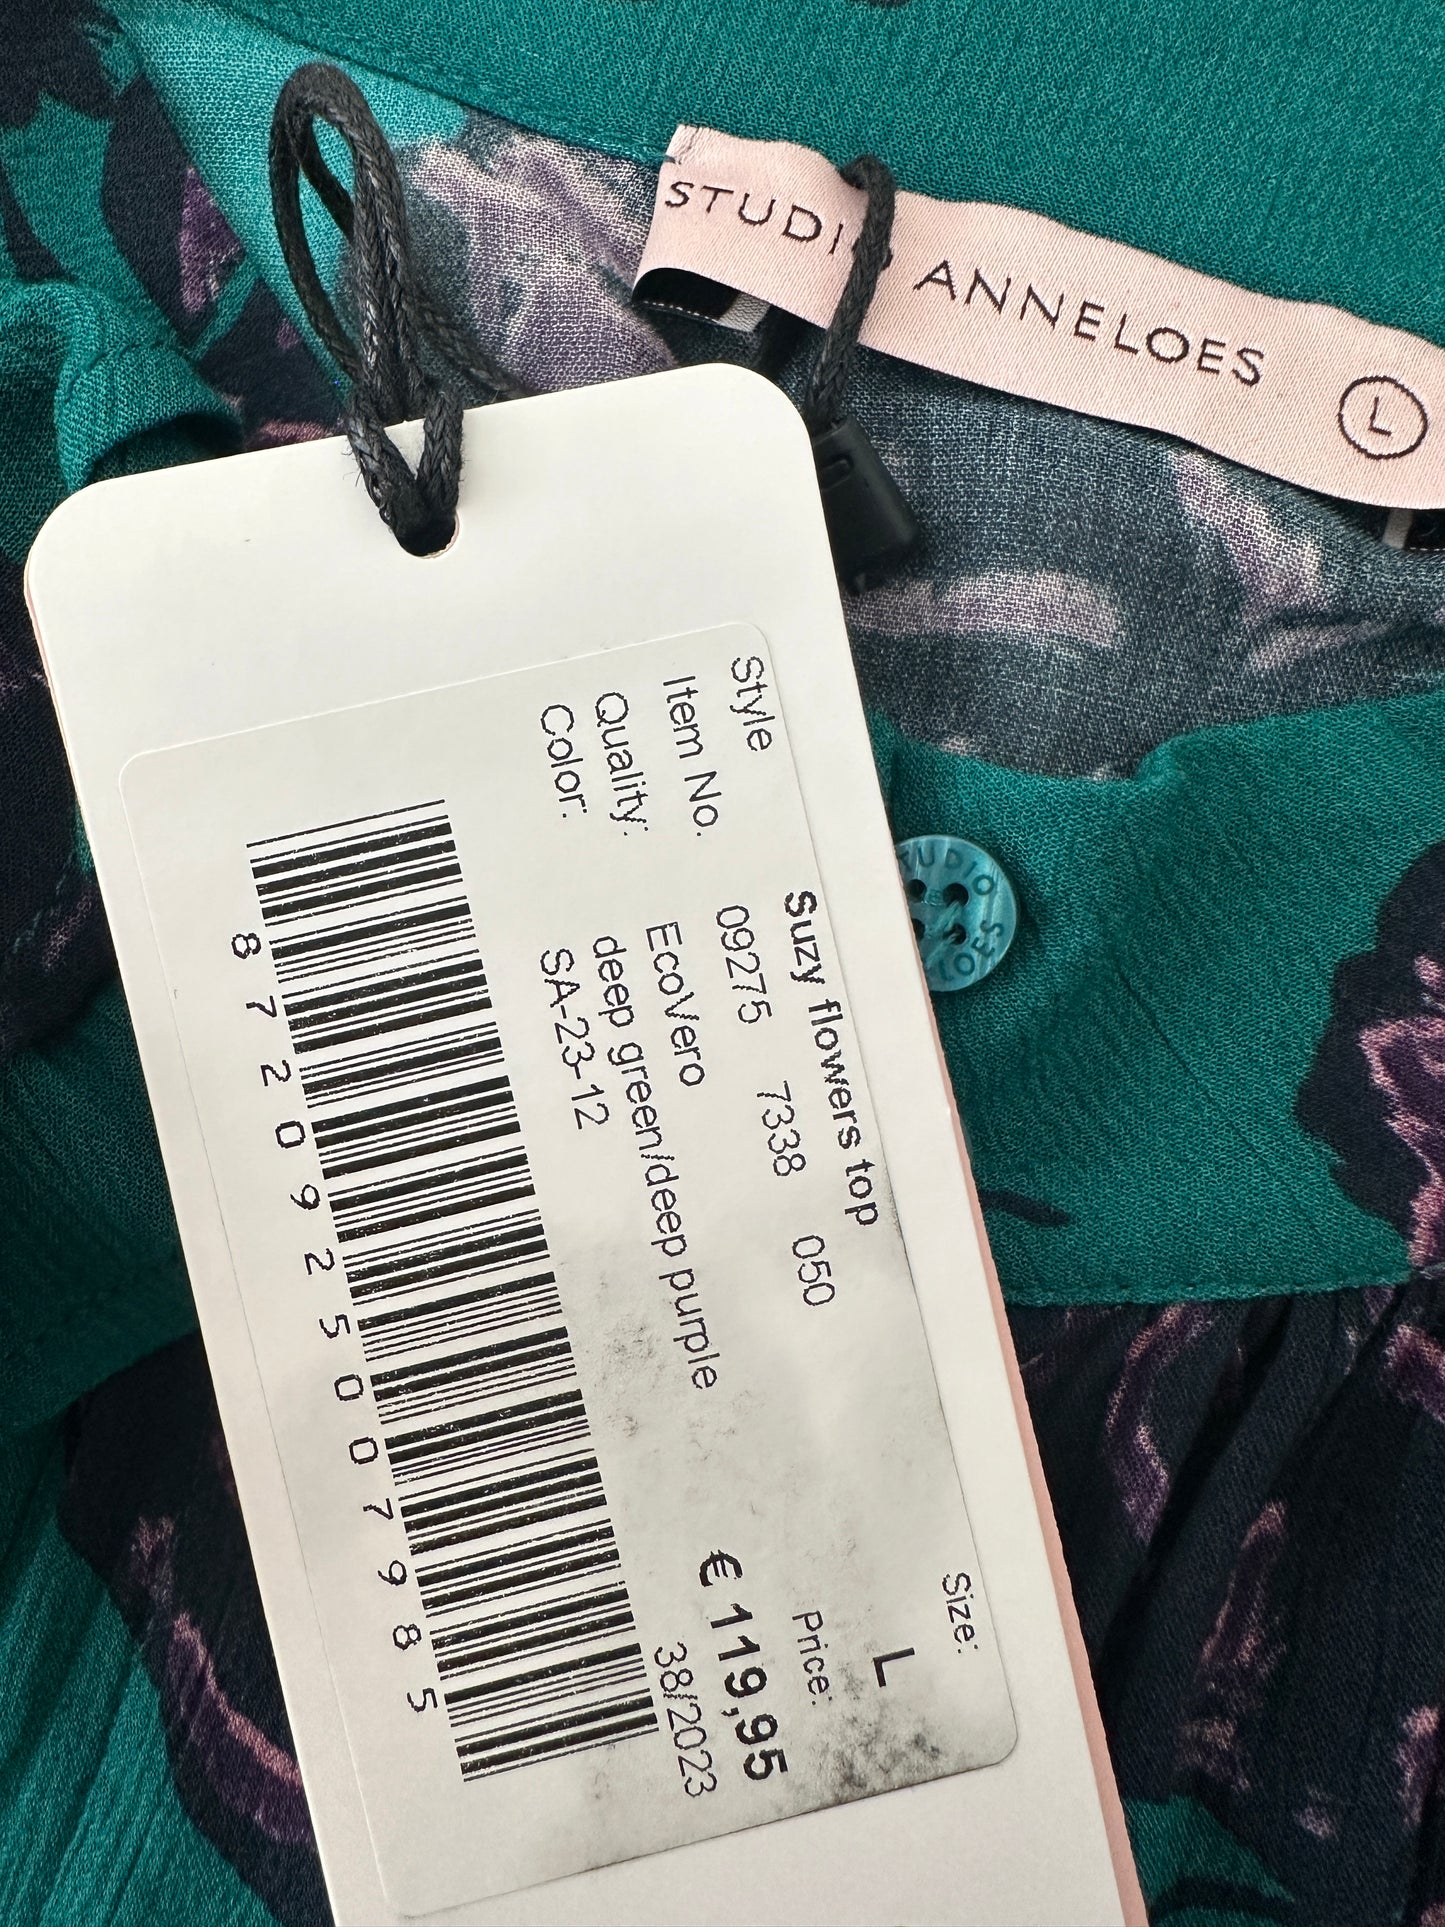 STUDIO ANNELOES
L
Style Suzy flowers top
Item No. 09275 7338 050
Quality: EcoVero
Color: deep green/deep purple
SA-23-12
Size:
L
Price:
€ 119,95
38/2023
8720925007985
STUDIO